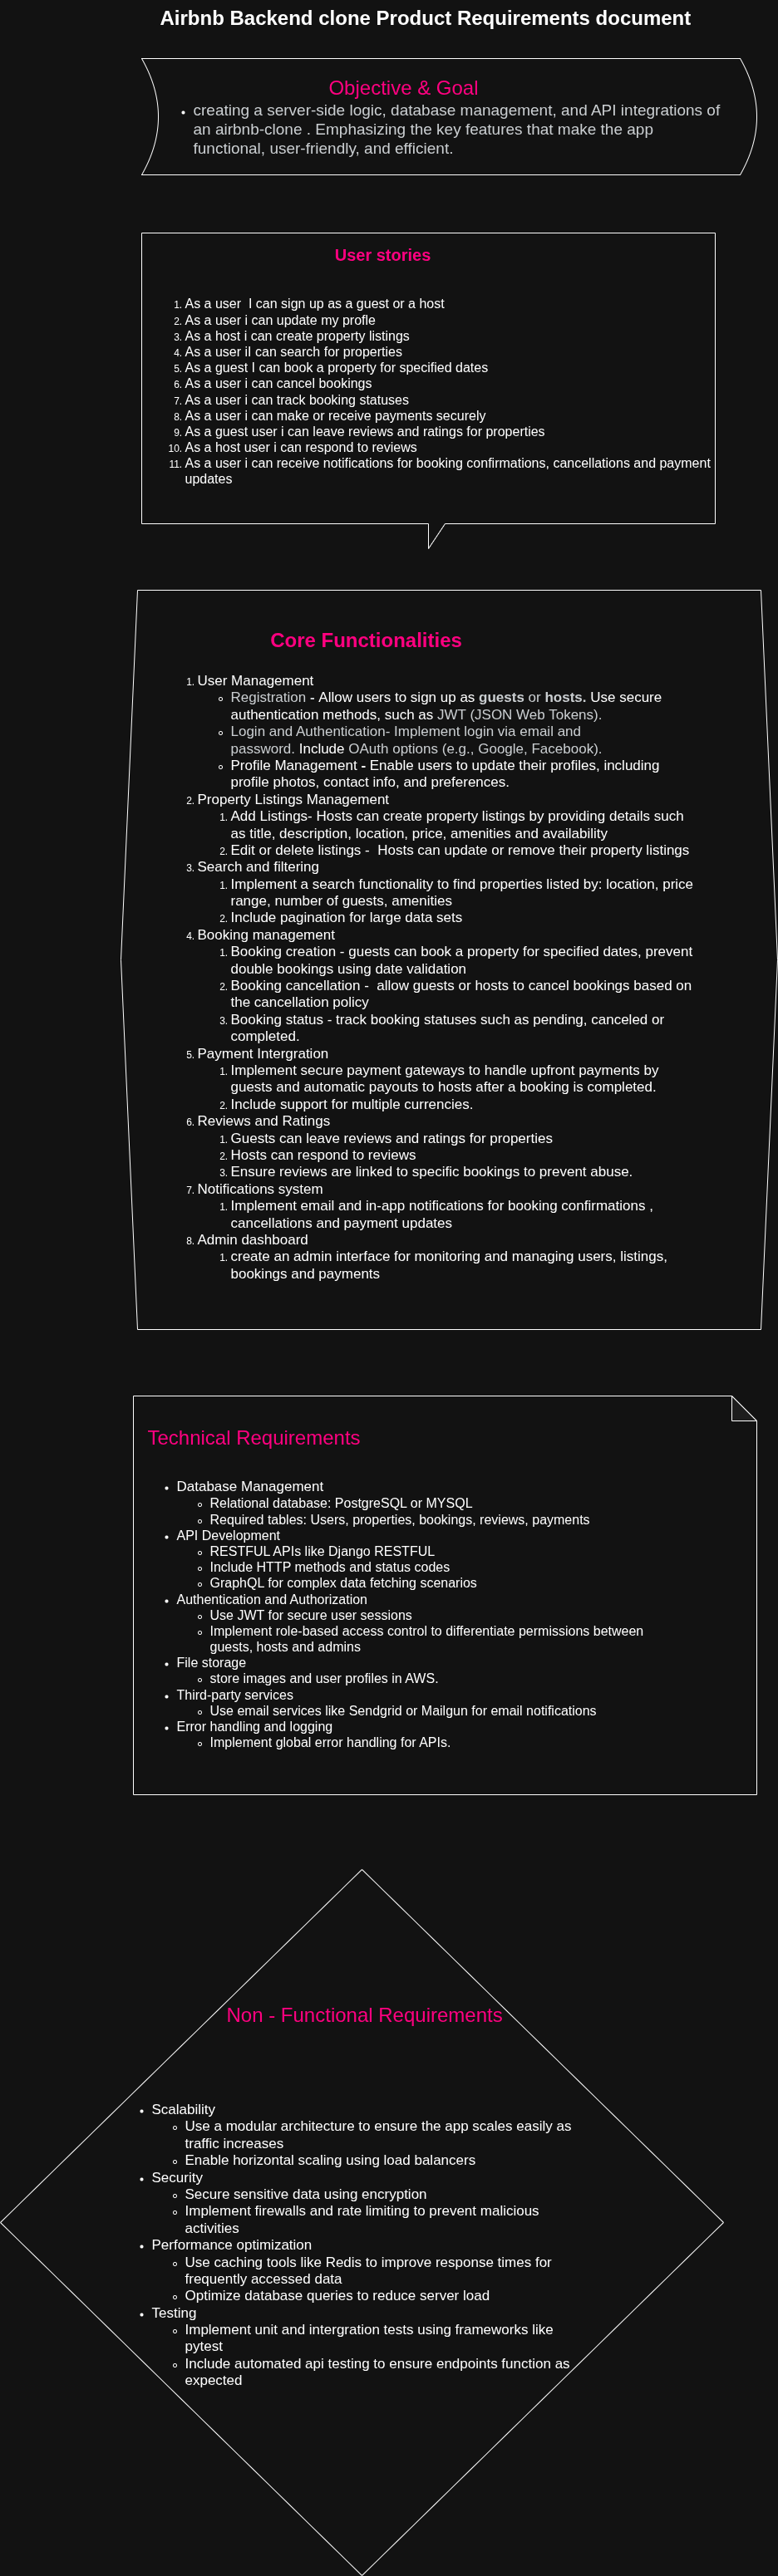 Airbnb Backend clone Product Requirements document
Objective & Goal
• creating a server-side logic, database management, and API integrations of
an airbnb-clone . Emphasizing the key features that make the app
functional, user-friendly, and efficient.
User stories
1. As a user  I can sign up as a guest or a host
2. As a user i can update my profle
3. As a host i can create property listings
4. As a user iI can search for properties
5. As a guest I can book a property for specified dates
6. As a user i can cancel bookings
7. As a user i can track booking statuses
8. As a user i can make or receive payments securely
9. As a guest user i can leave reviews and ratings for properties
10. As a host user i can respond to reviews
11. As a user i can receive notifications for booking confirmations, cancellations and payment
updates
Core Functionalities
1. User Management
◦ Registration - Allow users to sign up as guests or hosts. Use secure
authentication methods, such as JWT (JSON Web Tokens).
◦ Login and Authentication- Implement login via email and
password. Include OAuth options (e.g., Google, Facebook).
◦ Profile Management - Enable users to update their profiles, including
profile photos, contact info, and preferences.
2. Property Listings Management
1. Add Listings- Hosts can create property listings by providing details such
as title, description, location, price, amenities and availability
2. Edit or delete listings -  Hosts can update or remove their property listings
3. Search and filtering
1. Implement a search functionality to find properties listed by: location, price
range, number of guests, amenities
2. Include pagination for large data sets
4. Booking management
1. Booking creation - guests can book a property for specified dates, prevent
double bookings using date validation
2. Booking cancellation -  allow guests or hosts to cancel bookings based on
the cancellation policy
3. Booking status - track booking statuses such as pending, canceled or
completed.
5. Payment Intergration
1. Implement secure payment gateways to handle upfront payments by
guests and automatic payouts to hosts after a booking is completed.
2. Include support for multiple currencies.
6. Reviews and Ratings
1. Guests can leave reviews and ratings for properties
2. Hosts can respond to reviews
3. Ensure reviews are linked to specific bookings to prevent abuse.
7. Notifications system
1. Implement email and in-app notifications for booking confirmations ,
cancellations and payment updates
8. Admin dashboard
1. create an admin interface for monitoring and managing users, listings,
bookings and payments
Technical Requirements
• Database Management
◦ Relational database: PostgreSQL or MYSQL
◦ Required tables: Users, properties, bookings, reviews, payments
• API Development
◦ RESTFUL APIs like Django RESTFUL
◦ Include HTTP methods and status codes
◦ GraphQL for complex data fetching scenarios
• Authentication and Authorization
◦ Use JWT for secure user sessions
◦ Implement role-based access control to differentiate permissions between
guests, hosts and admins
• File storage
◦ store images and user profiles in AWS.
• Third-party services
◦ Use email services like Sendgrid or Mailgun for email notifications
• Error handling and logging
◦ Implement global error handling for APIs.
Non - Functional Requirements
• Scalability
◦ Use a modular architecture to ensure the app scales easily as
traffic increases
◦ Enable horizontal scaling using load balancers
• Security
◦ Secure sensitive data using encryption
◦ Implement firewalls and rate limiting to prevent malicious
activities
• Performance optimization
◦ Use caching tools like Redis to improve response times for
frequently accessed data
◦ Optimize database queries to reduce server load
• Testing
◦ Implement unit and intergration tests using frameworks like
pytest
◦ Include automated api testing to ensure endpoints function as
expected